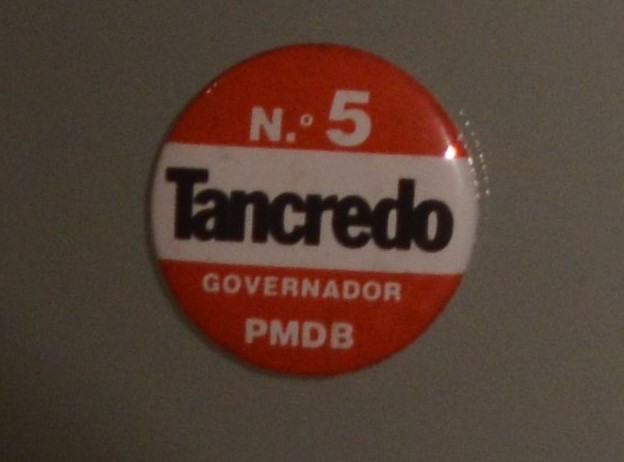 N.º 5
Tancredo
GOVERNADOR
PMDB